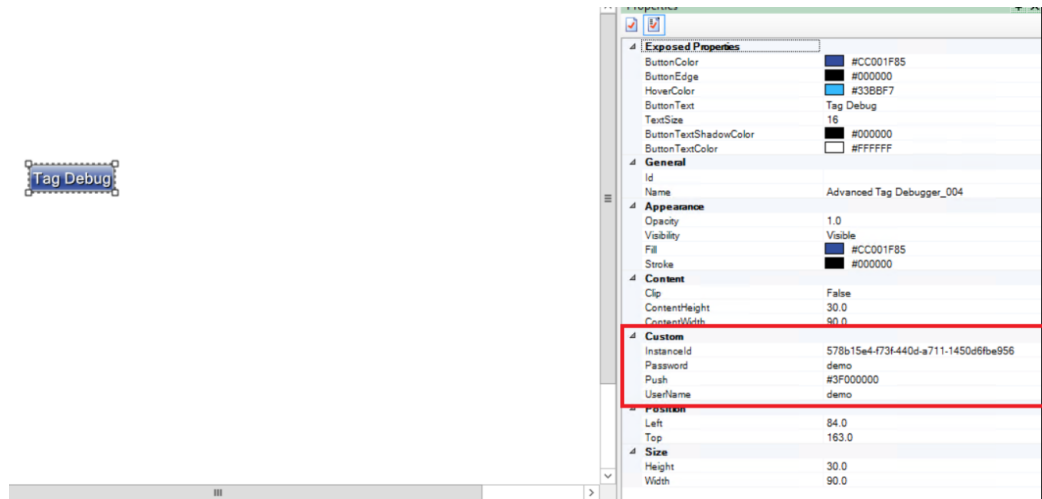 Properties
Tag Debug
Exposed Properties
ButtonColor #CC001F85
ButtonEdge #000000
HoverColor #33BBF7
ButtonText Tag Debug
TextSize 16
ButtonTextShadowColor #000000
ButtonTextColor #FFFFFF
General
Id
Name Advanced Tag Debugger_004
Appearance
Opacity 1.0
Visibility Visible
Fill #CC001F85
Stroke #000000
Content
Clip False
ContentHeight 30.0
ContentWidth 90.0
Custom
InstanceId 578b15e4-f73f-440d-a711-1450d6fbe956
Password demo
Push #3F000000
UserName demo
Position
Left 84.0
Top 163.0
Size
Height 30.0
Width 90.0